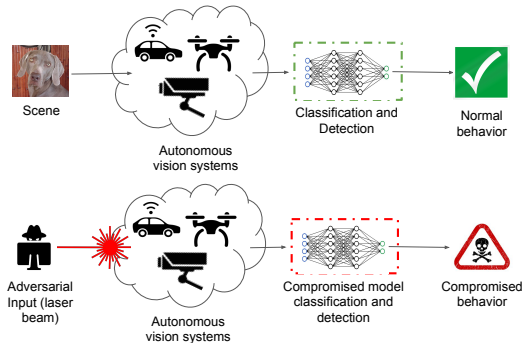 Scene
Autonomous
vision systems
Classification and
Detection
Normal
behavior
Adversarial
Input (laser
beam)
Autonomous
vision systems
Compromised model
classification and
detection
Compromised
behavior